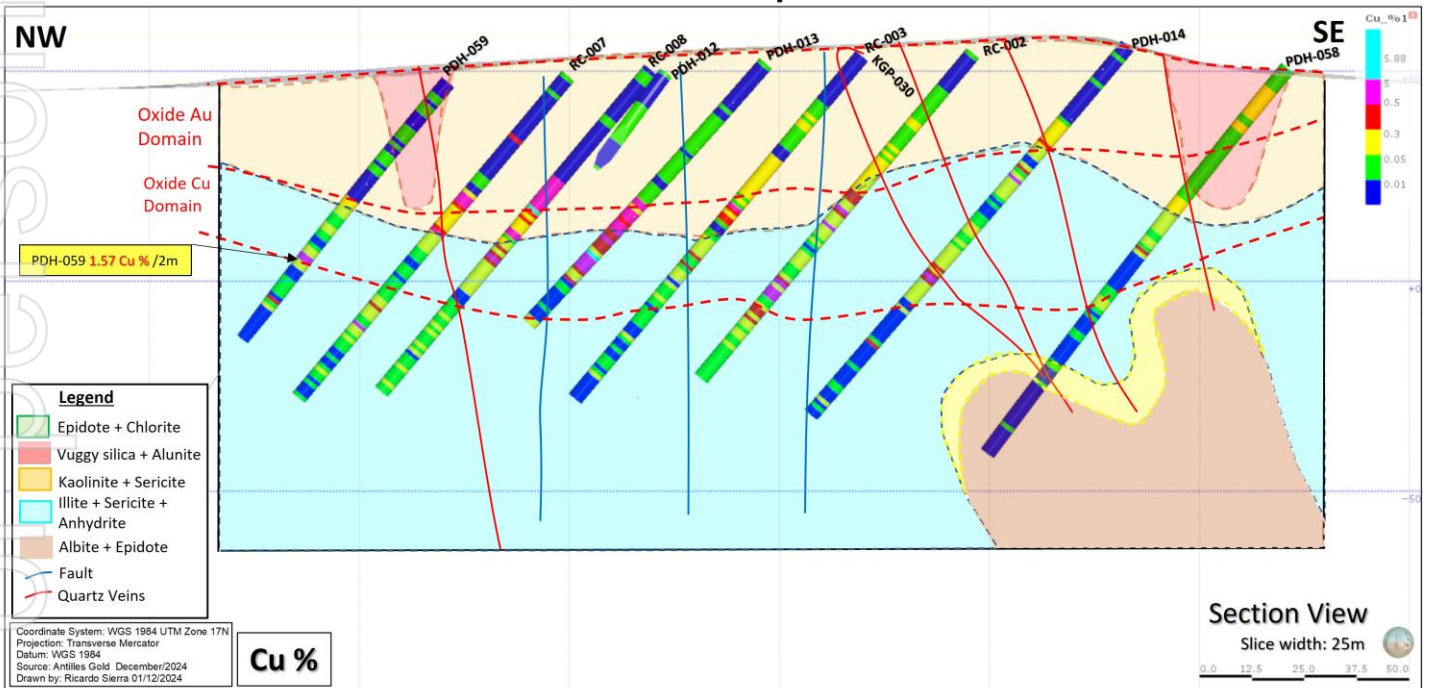 NW
SE
PDH-059
RC-007
RC-008
PDH-012
PDH-013
RC-003
KGP-030
RC-002
PDH-014
PDH-058
Cu_%1
5.88
5
0.5
0.3
0.05
0.01
Oxide Au
Domain
Oxide Cu
Domain
PDH-059 1.57 Cu % /2m
+0
-50
Legend
Epidote + Chlorite
Vuggy silica + Alunite
Kaolinite + Sericite
Illite + Sericite +
Anhydrite
Albite + Epidote
Fault
Quartz Veins
Coordinate System: WGS 1984 UTM Zone 17N
Projection: Transverse Mercator
Datum: WGS 1984
Source: Antilles Gold December/2024
Drawn by: Ricardo Sierra 01/12/2024
Cu %
Section View
Slice width: 25m
0.0 12.5 25.0 37.5 50.0